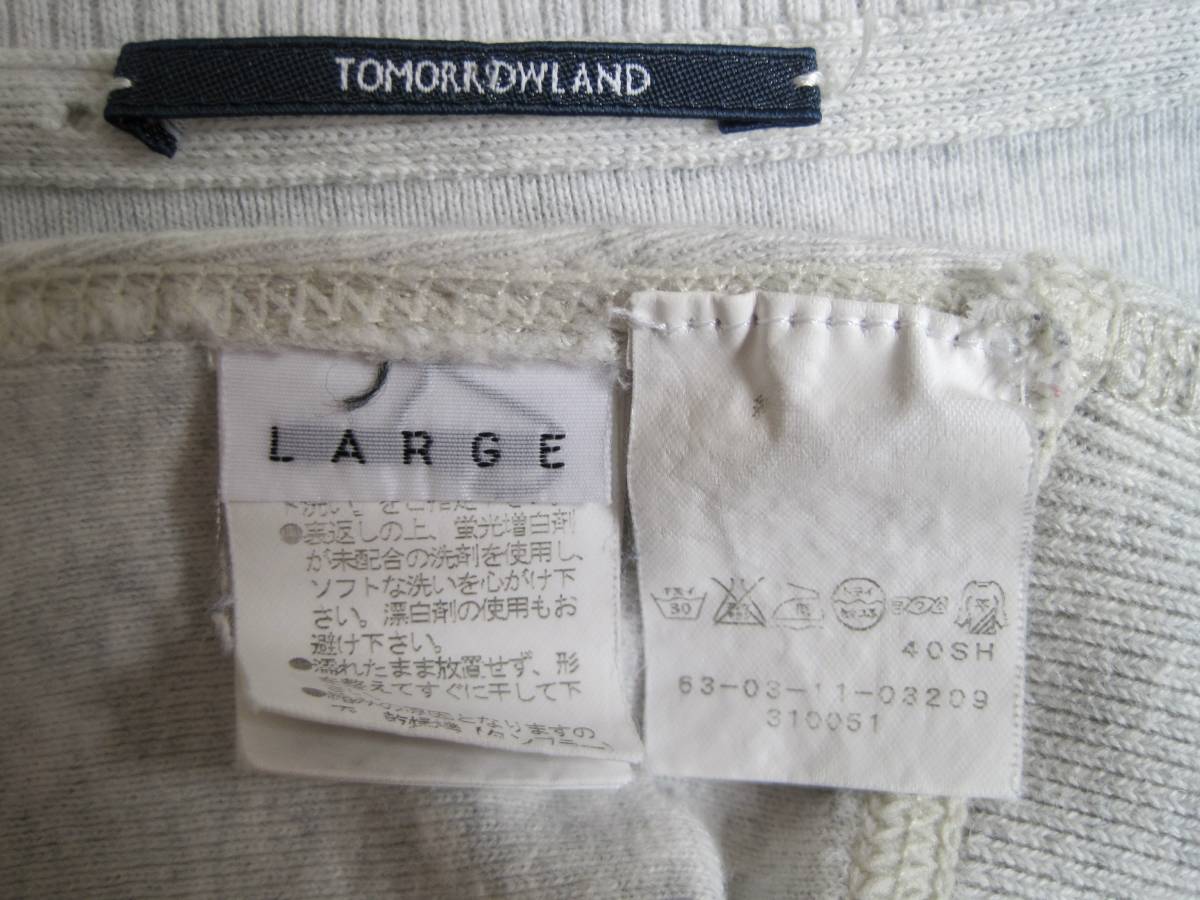 TOMORROWLAND
LARGE
●裏返しの上、蛍光増白剤
が未配合の洗剤を使用し、
ソフトな洗いを心がけ下
さい。漂白剤の使用もお
避け下さい。
●濡れたまま放置せず、形
を整えてすぐに干して下
40SH
63-03-11-03209
310051